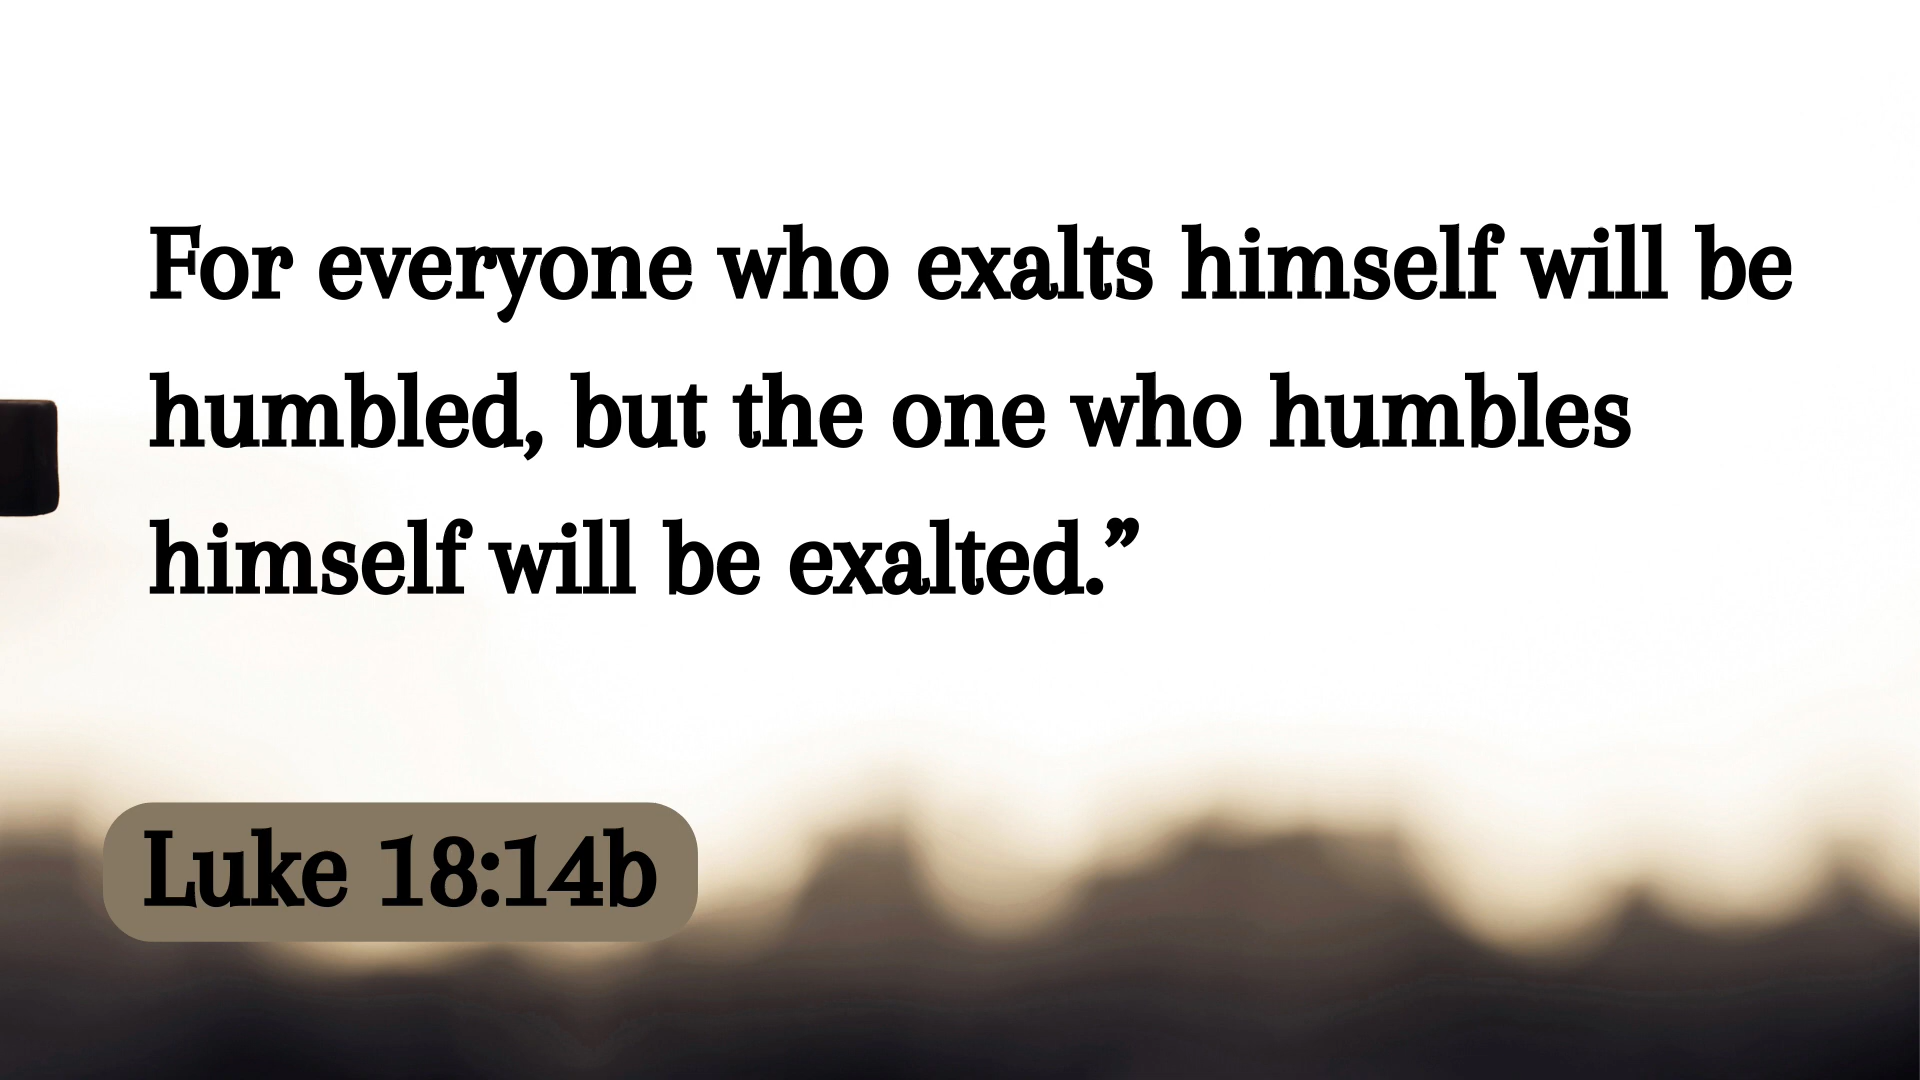 For everyone who exalts himself will be
humbled, but the one who humbles
himself will be exalted.”
Luke 18:14b